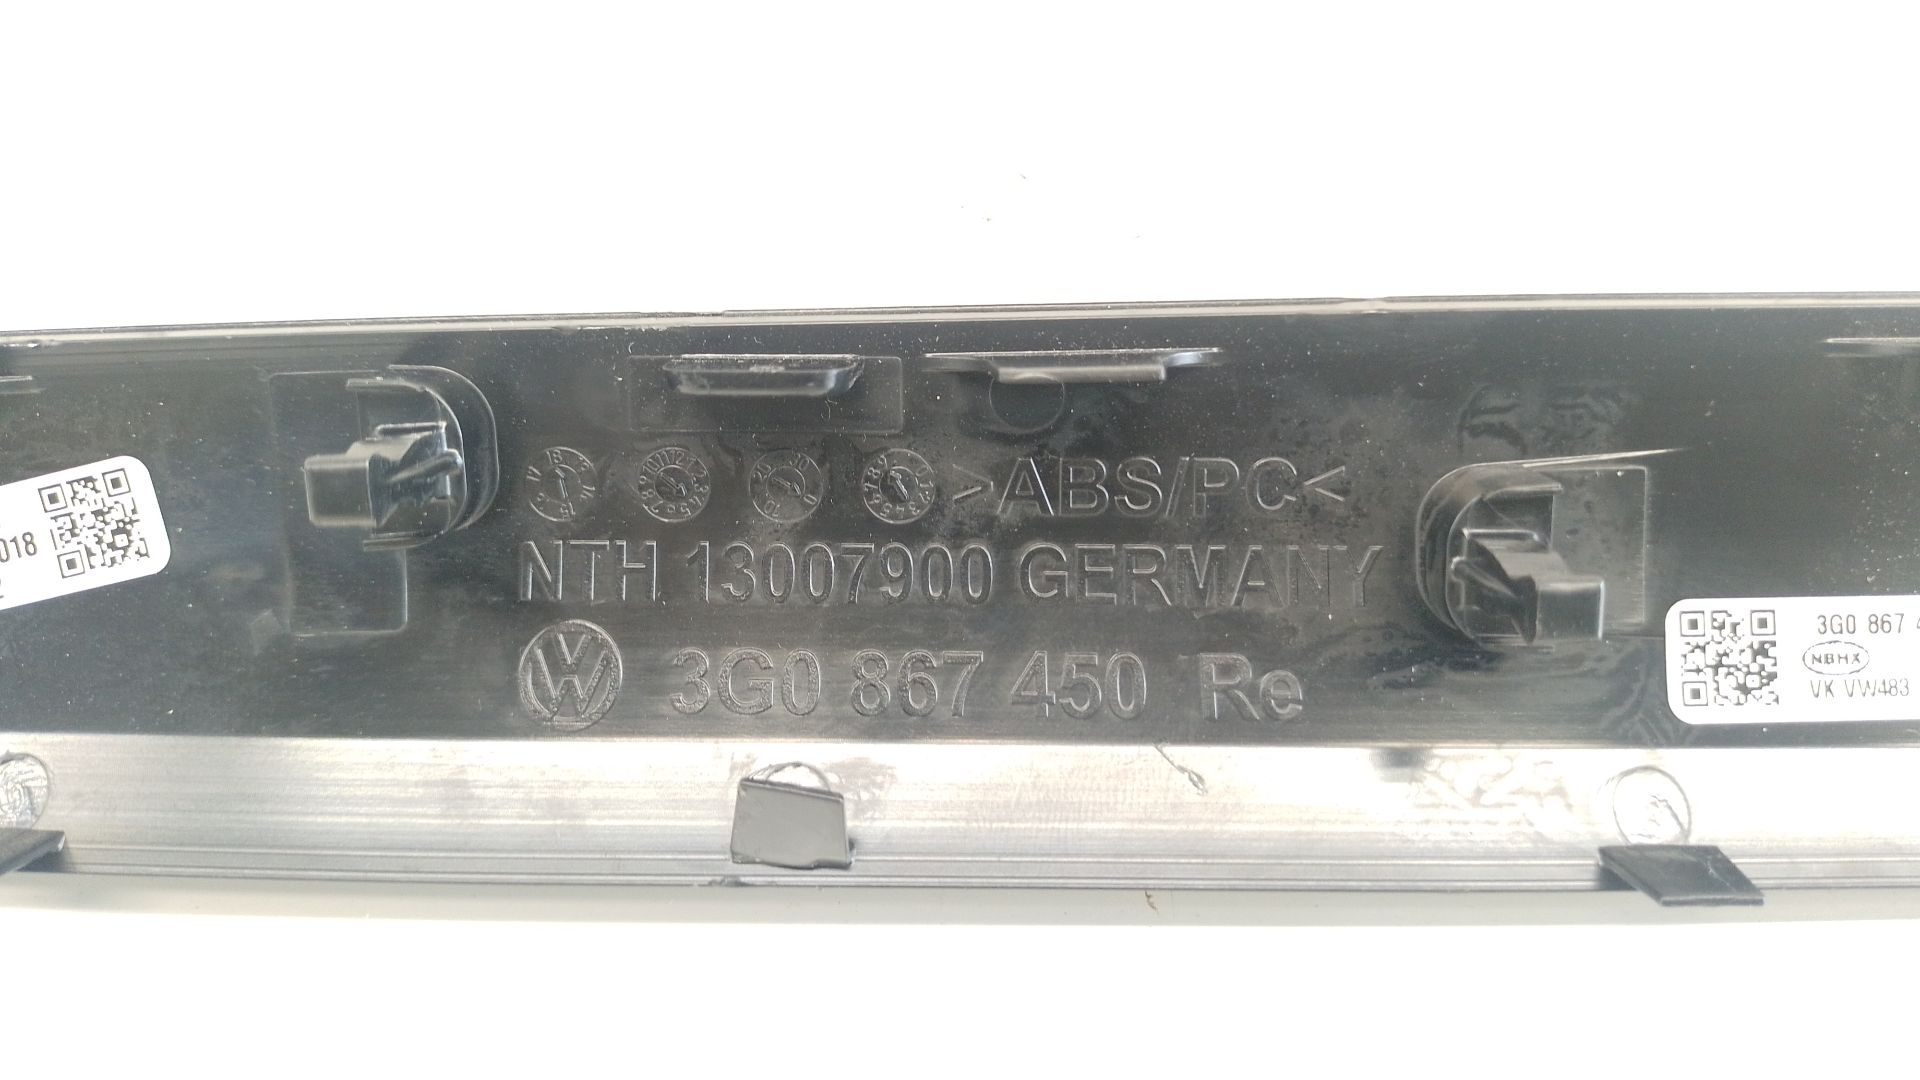 >ABS/PC<
NTH 13007900 GERMANY
3G0 867 450 Re
018
3G0 867
NBHX
VK VW483